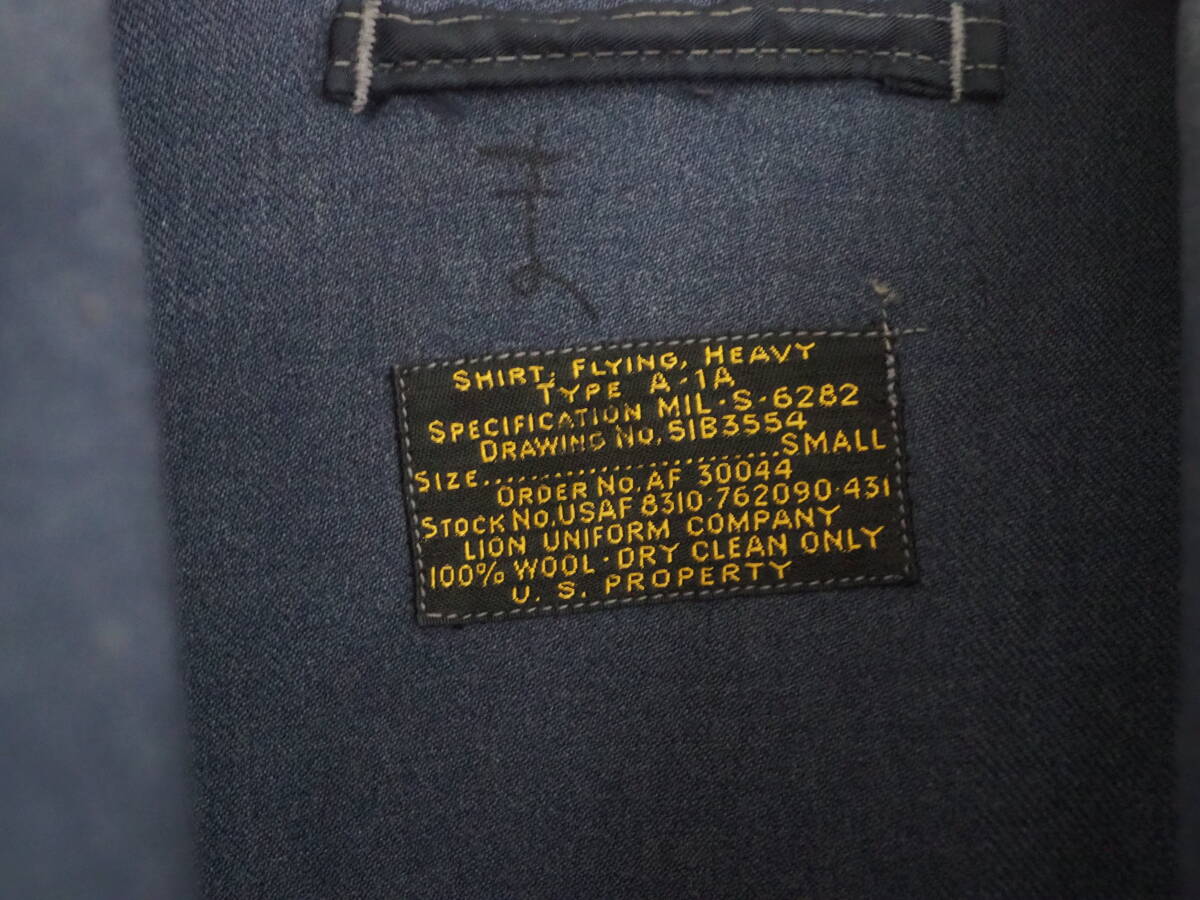 SHIRT, FLYING, HEAVY
TYPE A-1A
SPECIFICATION MIL-S-6282
DRAWING No. 51B3554
SIZE........................SMALL
ORDER No. AF 30044
STOCK No. USAF 8310-762090-431
LION UNIFORM COMPANY
100% WOOL-DRY CLEAN ONLY
U. S. PROPERTY